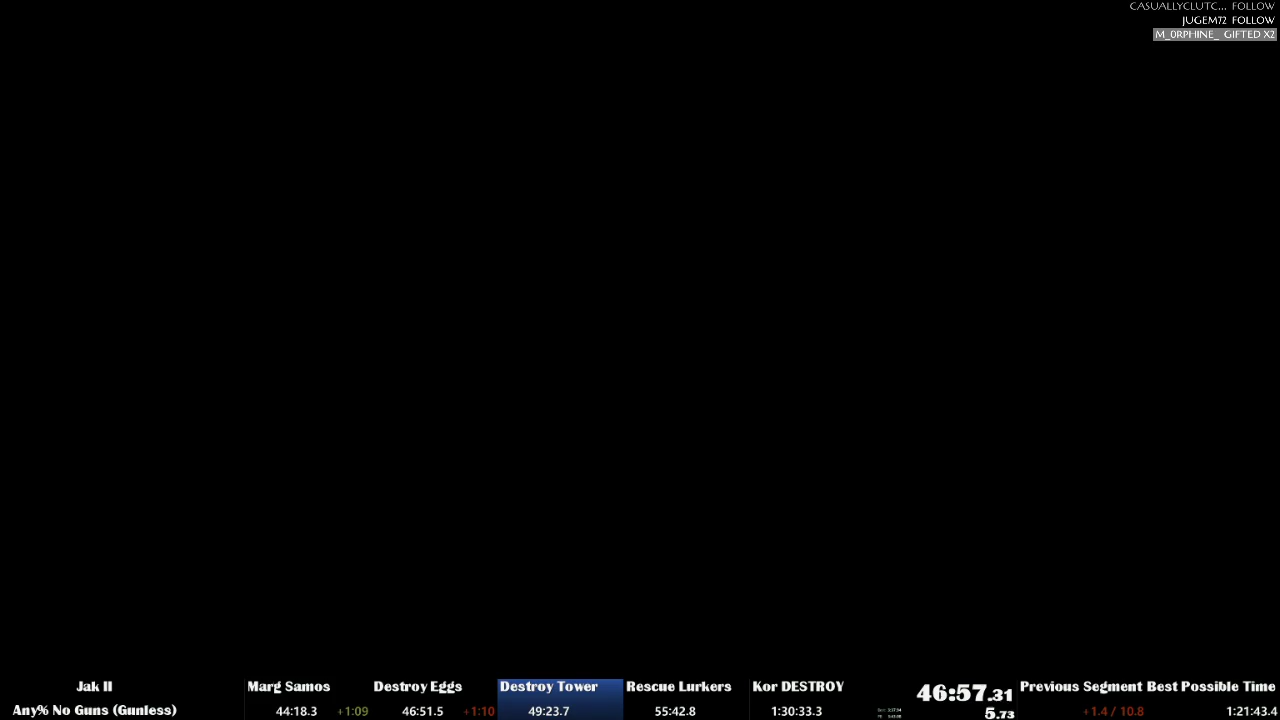 CASUALLYCLUTC... FOLLOW
JUGEM72 FOLLOW
M_0RPHINE_ GIFTED X2
Jak II
Any% No Guns (Gunless)
Marg Samos
44:18.3 +1:09
Destroy Eggs
46:51.5 +1:10
Destroy Tower
49:23.7
Rescue Lurkers
55:42.8
Kor DESTROY
1:30:33.3
46:57.31
5.73
Previous Segment
+1.4 / 10.8
Best Possible Time
1:21:43.4